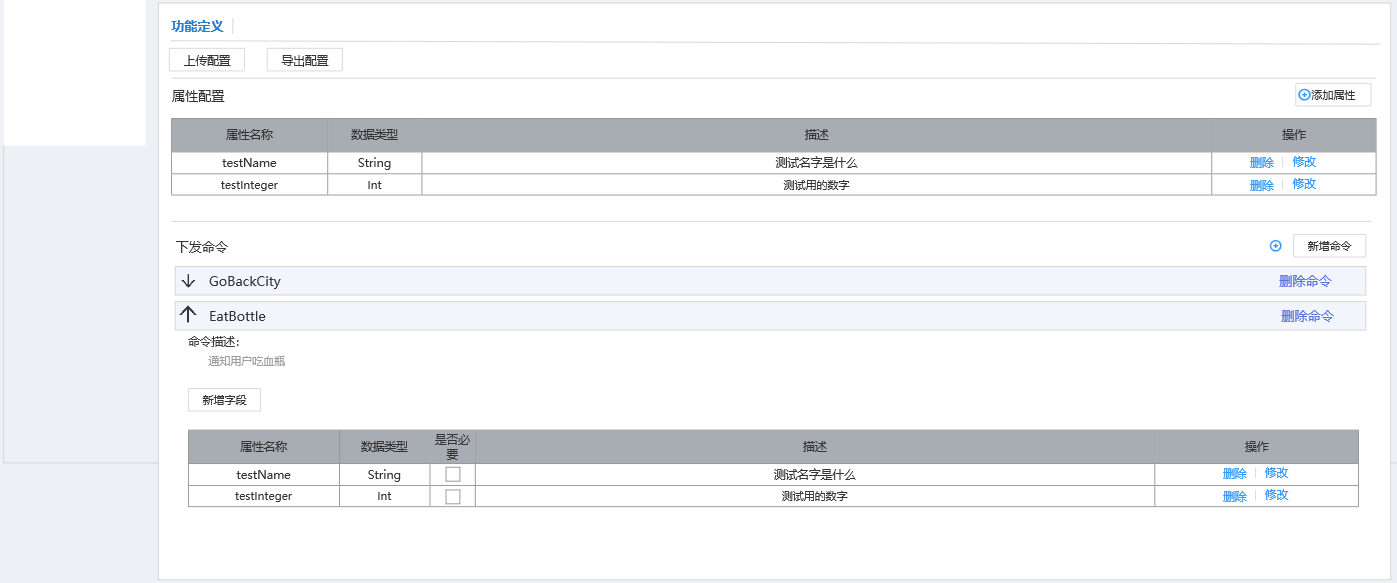 功能定义
上传配置 导出配置
属性配置 添加属性
属性名称 数据类型 描述 操作
testName String 测试名字是什么 删除 修改
testInteger Int 测试用的数字 删除 修改
下发命令 新增命令
GoBackCity 删除命令
EatBottle 删除命令
命令描述:
通知用户吃血瓶
新增字段
属性名称 数据类型 是否必要 描述 操作
testName String 测试名字是什么 删除 修改
testInteger Int 测试用的数字 删除 修改